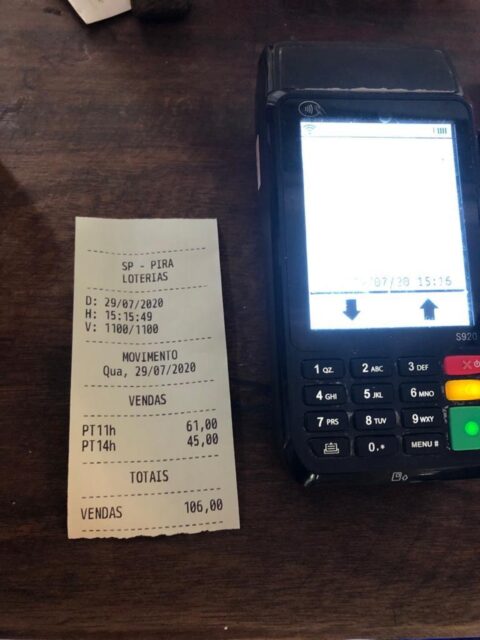 SP - PIRA
LOTERIAS
D: 29/07/2020
H: 15:15:49
V: 1100/1100
MOVIMENTO
Qua, 29/07/2020
VENDAS
PT11h 61,00
PT14h 45,00
TOTAIS
VENDAS 106,00
/07/20 15:15
S920
1 QZ. 2 ABC 3 DEF
4 GHI 5 JKL 6 MNO
7 PRS 8 TUV 9 WXY
0.* MENU #